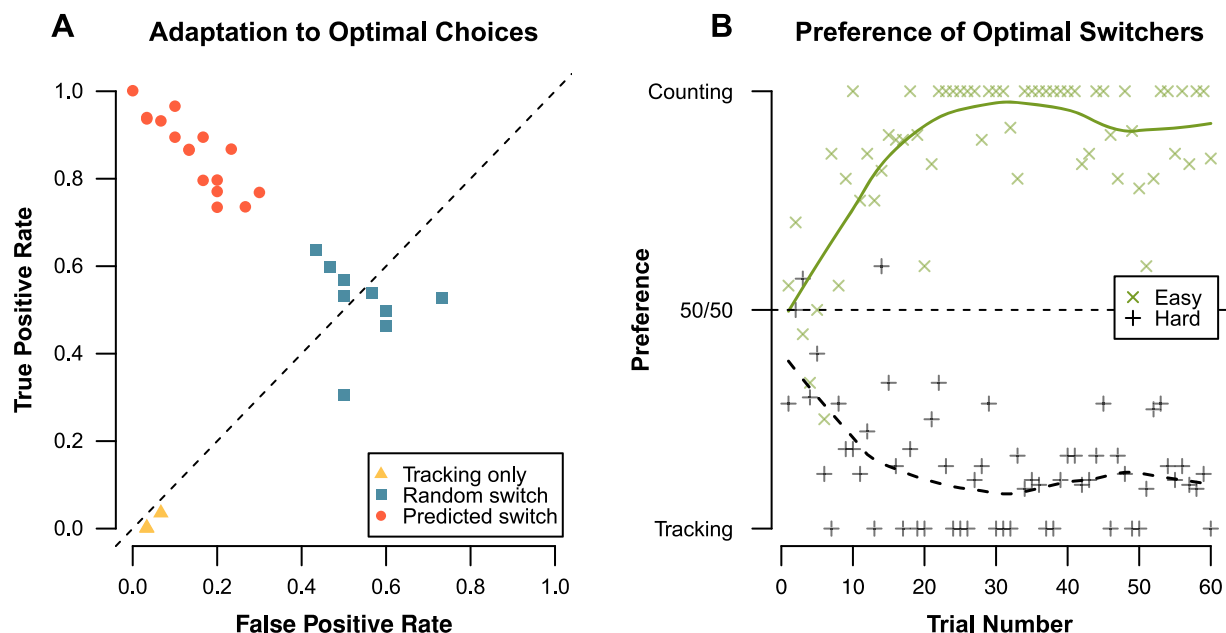 A
Adaptation to Optimal Choices
True Positive Rate
1.0
0.8
0.6
0.4
0.2
0.0
Tracking only
Random switch
Predicted switch
0.0 0.2 0.4 0.6 0.8 1.0
False Positive Rate
B
Preference of Optimal Switchers
Preference
Counting
50/50
Tracking
Easy
Hard
0 10 20 30 40 50 60
Trial Number